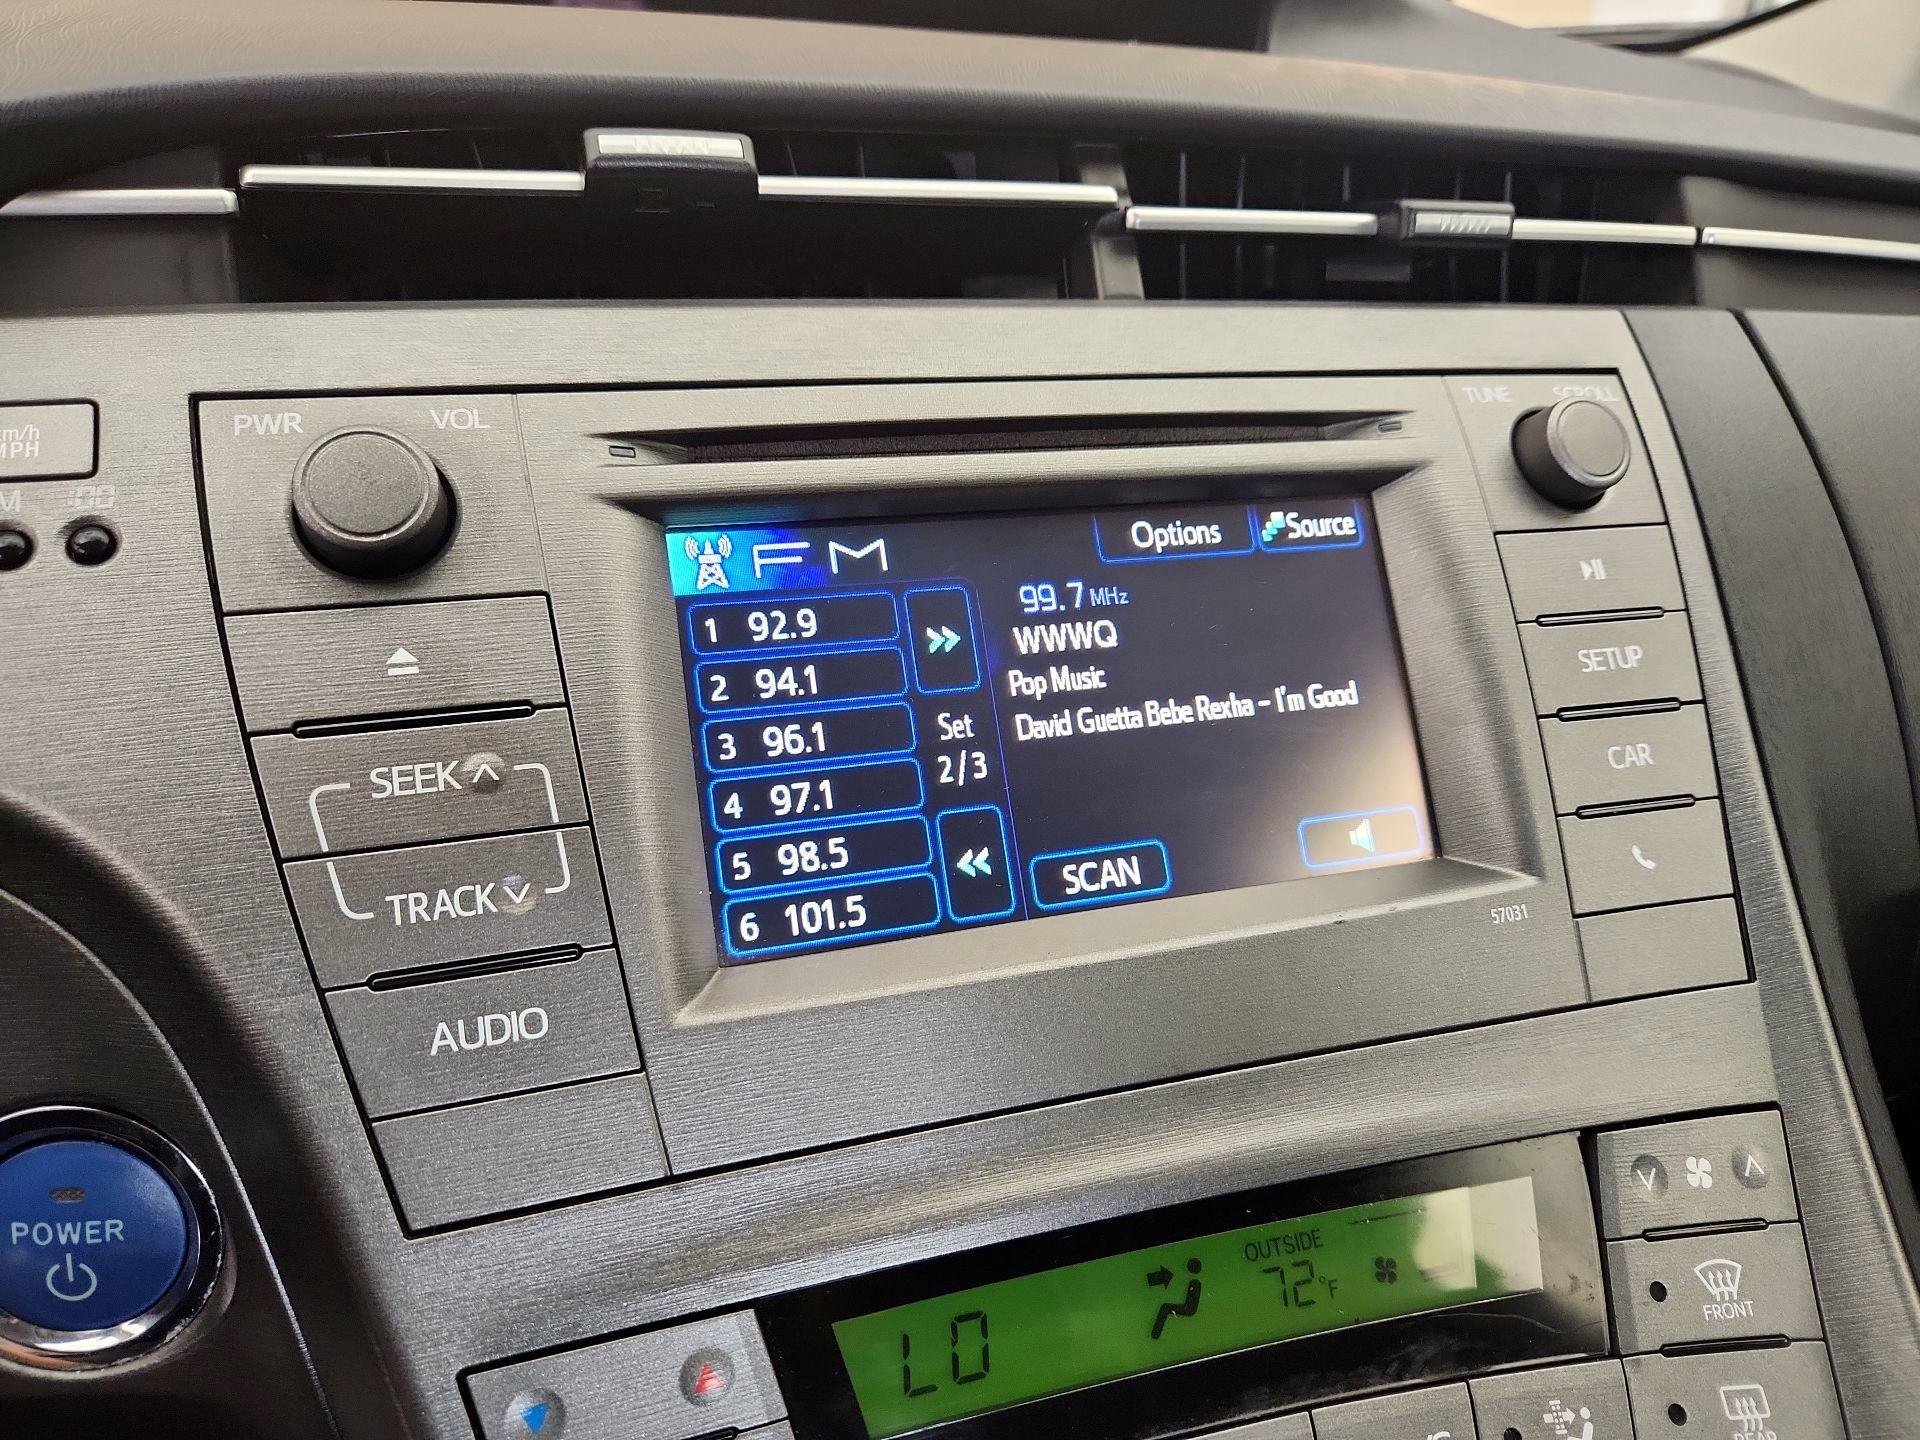 PWR VOL
TUNE SCROLL
km/h
MPH
100
FM
Options
Source
1 92.9
2 94.1
3 96.1
4 97.1
5 98.5
6 101.5
Set
2/3
99.7 MHz
WWWQ
Pop Music
David Guetta Bebe Rexha - I'm Good
SCAN
57031
SEEK
TRACK
AUDIO
SETUP
CAR
POWER
LO
OUTSIDE
72°F
FRONT
REAR